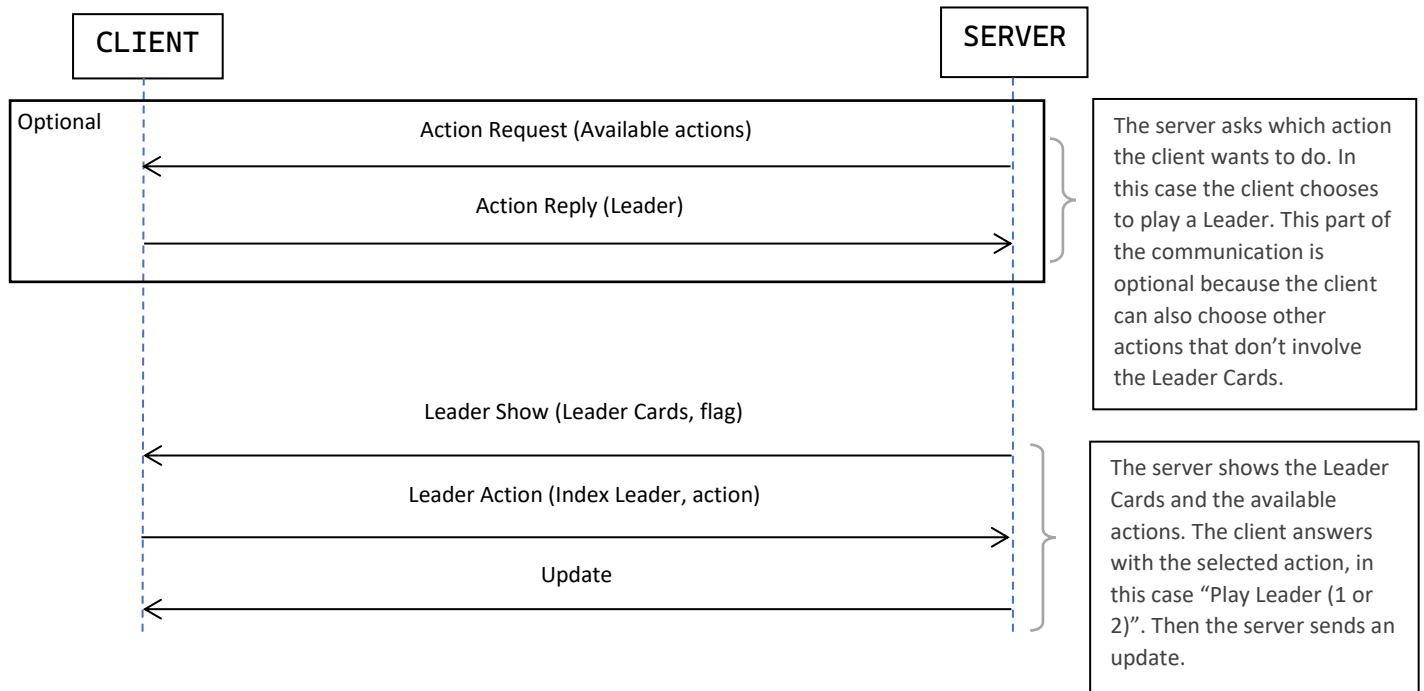 CLIENT
SERVER
Optional
Action Request (Available actions)
Action Reply (Leader)
The server asks which action
the client wants to do. In
this case the client chooses
to play a Leader. This part of
the communication is
optional because the client
can also choose other
actions that don’t involve
the Leader Cards.
Leader Show (Leader Cards, flag)
Leader Action (Index Leader, action)
Update
The server shows the Leader
Cards and the available
actions. The client answers
with the selected action, in
this case “Play Leader (1 or
2)”. Then the server sends an
update.